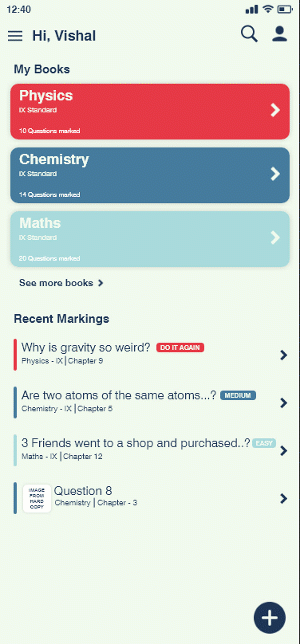 12:40
Hi, Vishal
My Books
Physics
IX Standard
10 Questions marked
Chemistry
IX Standard
14 Questions marked
Maths
IX Standard
20 Questions marked
See more books
Recent Markings
Why is gravity so weird? DO IT AGAIN
Physics - IX | Chapter 9
Are two atoms of the same atoms...? MEDIUM
Chemistry - IX | Chapter 5
3 Friends went to a shop and purchased..? EASY
Maths - IX | Chapter 12
IMAGE
FROM
HARD
COPY
Question 8
Chemistry | Chapter - 3